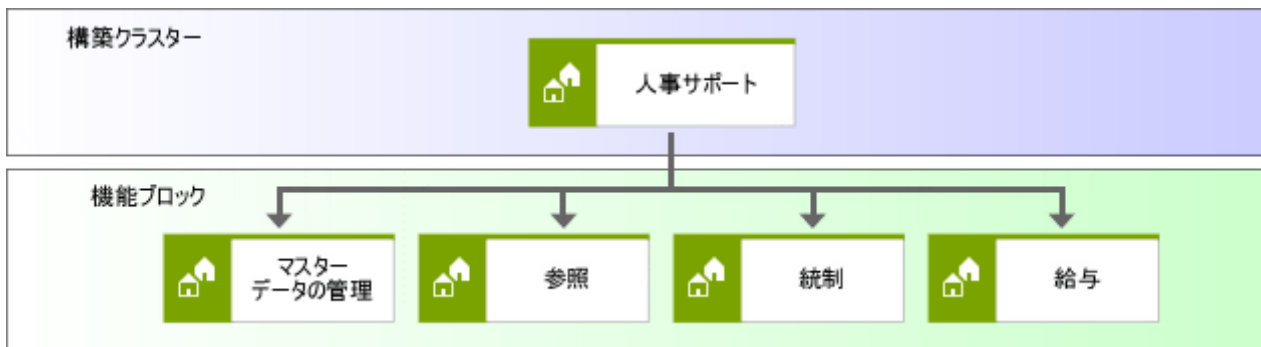 構築クラスター
人事サポート
機能ブロック
マスター
データの管理
参照
統制
給与